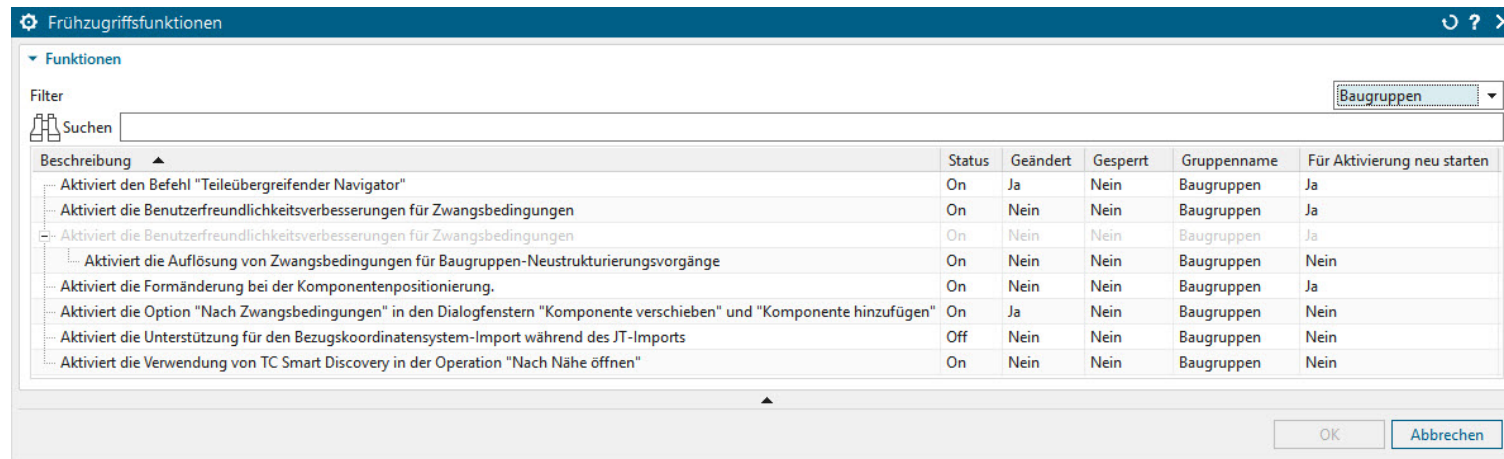 Frühzugriffsfunktionen
Funktionen
Filter Baugruppen
Suchen
Beschreibung Status Geändert Gesperrt Gruppenname Für Aktivierung neu starten
Aktiviert den Befehl "Teileübergreifender Navigator" On Ja Nein Baugruppen Ja
Aktiviert die Benutzerfreundlichkeitsverbesserungen für Zwangsbedingungen On Nein Nein Baugruppen Ja
Aktiviert die Benutzerfreundlichkeitsverbesserungen für Zwangsbedingungen On Nein Nein Baugruppen Ja
Aktiviert die Auflösung von Zwangsbedingungen für Baugruppen-Neustrukturierungsvorgänge On Nein Nein Baugruppen Nein
Aktiviert die Formänderung bei der Komponentenpositionierung. On Nein Nein Baugruppen Ja
Aktiviert die Option "Nach Zwangsbedingungen" in den Dialogfenstern "Komponente verschieben" und "Komponente hinzufügen" On Ja Nein Baugruppen Nein
Aktiviert die Unterstützung für den Bezugskoordinatensystem-Import während des JT-Imports Off Nein Nein Baugruppen Nein
Aktiviert die Verwendung von TC Smart Discovery in der Operation "Nach Nähe öffnen" On Nein Nein Baugruppen Nein
OK Abbrechen